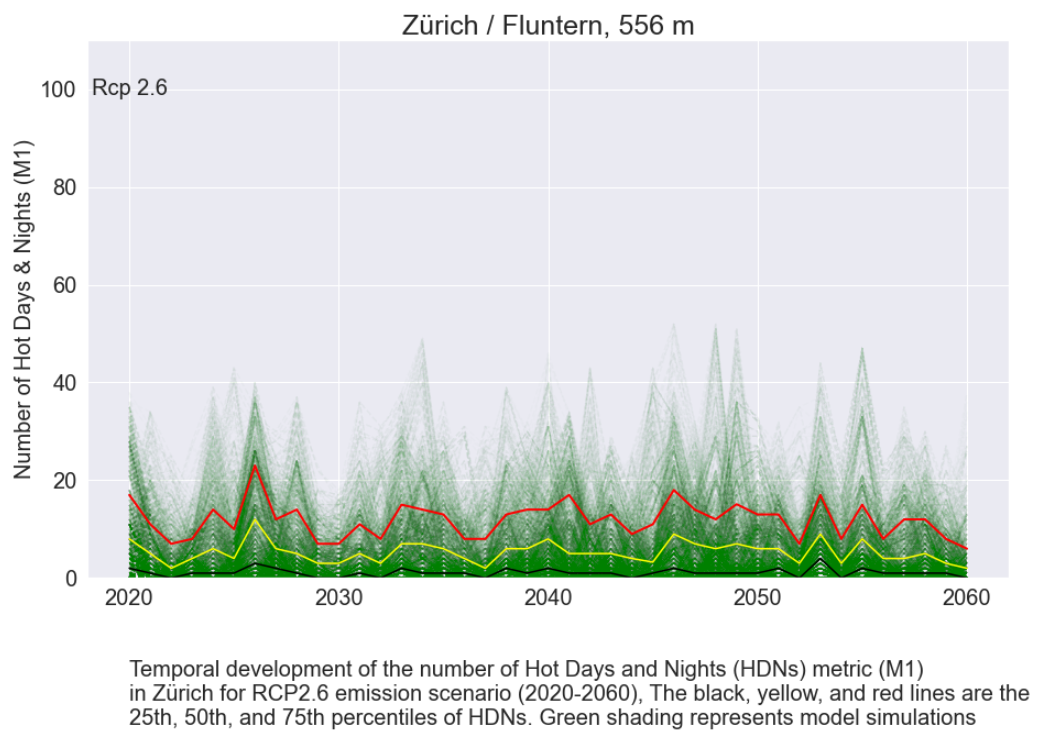 Zürich / Fluntern, 556 m
Rcp 2.6
Number of Hot Days & Nights (M1)
100
80
60
40
20
0
2020 2030 2040 2050 2060
Temporal development of the number of Hot Days and Nights (HDNs) metric (M1)
in Zürich for RCP2.6 emission scenario (2020-2060), The black, yellow, and red lines are the
25th, 50th, and 75th percentiles of HDNs. Green shading represents model simulations